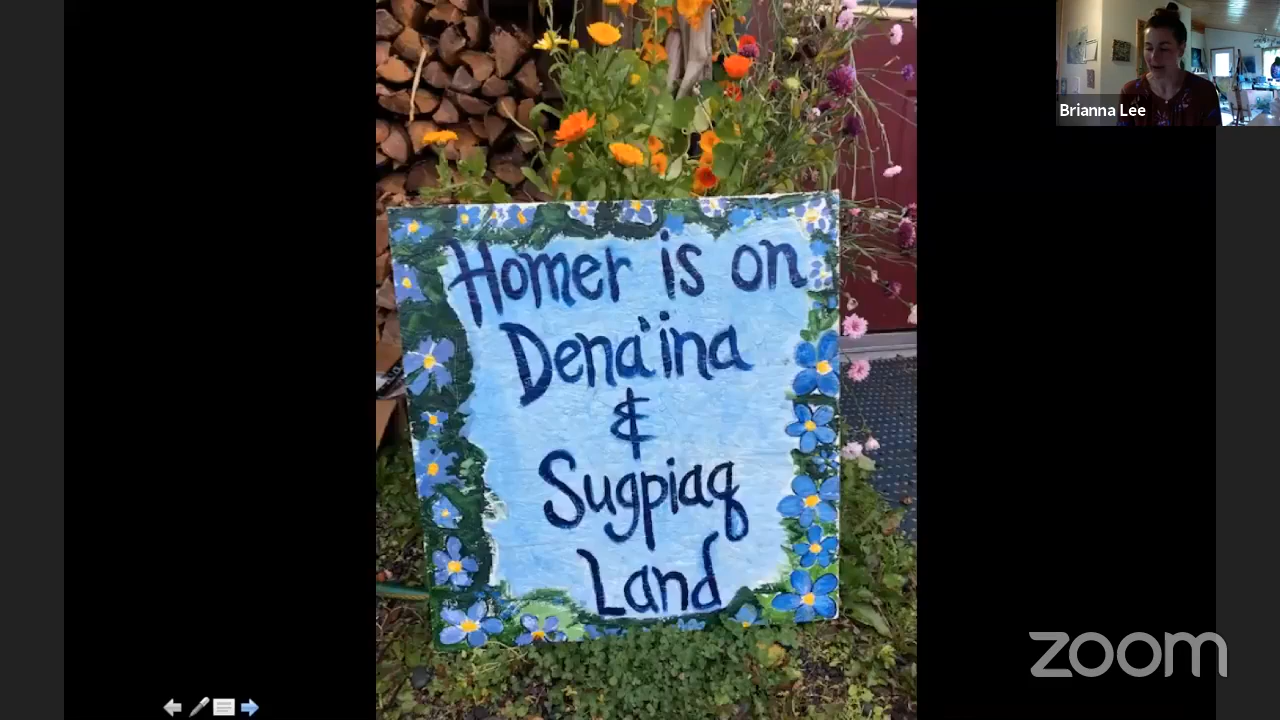 Brianna Lee
Homer is on
Dena'ina
&
Sugpiaq
Land
zoom